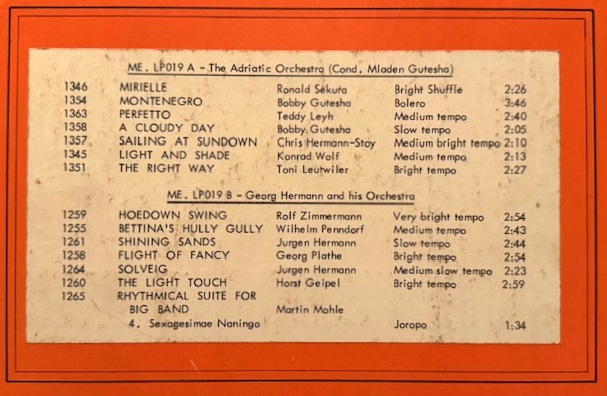 ME. LP019 A - The Adriatic Orchestra (Cond. Mladen Gutesha)
1346 MIRIELLE Ronald Sekura Bright Shuffle 2:26
1354 MONTENEGRO Bobby Gutesha Bolero 3:46
1363 PERFETTO Teddy Leyh Medium tempo 2:40
1358 A CLOUDY DAY Bobby Gutesha Slow tempo 2:05
1357 SAILING AT SUNDOWN Chris Hermann-Stoy Medium bright tempo 2:10
1345 LIGHT AND SHADE Konrad Wolf Medium tempo 2:13
1351 THE RIGHT WAY Toni Leutwiler Bright tempo 2:27
ME. LP019 B - Georg Hermann and his Orchestra
1259 HOEDOWN SWING Rolf Zimmermann Very bright tempo 2:54
1255 BETTINA'S HULLY GULLY Wilhelm Penndorf Medium tempo 2:43
1261 SHINING SANDS Jurgen Hermann Slow tempo 2:44
1258 FLIGHT OF FANCY Georg Plathe Bright tempo 2:54
1264 SOLVEIG Jurgen Hermann Medium slow tempo 2:23
1260 THE LIGHT TOUCH Horst Geipel Bright tempo 2:59
1265 RHYTHMICAL SUITE FOR
BIG BAND Martin Mohle
4. Sexagesimae Naningo Joropo 1:34